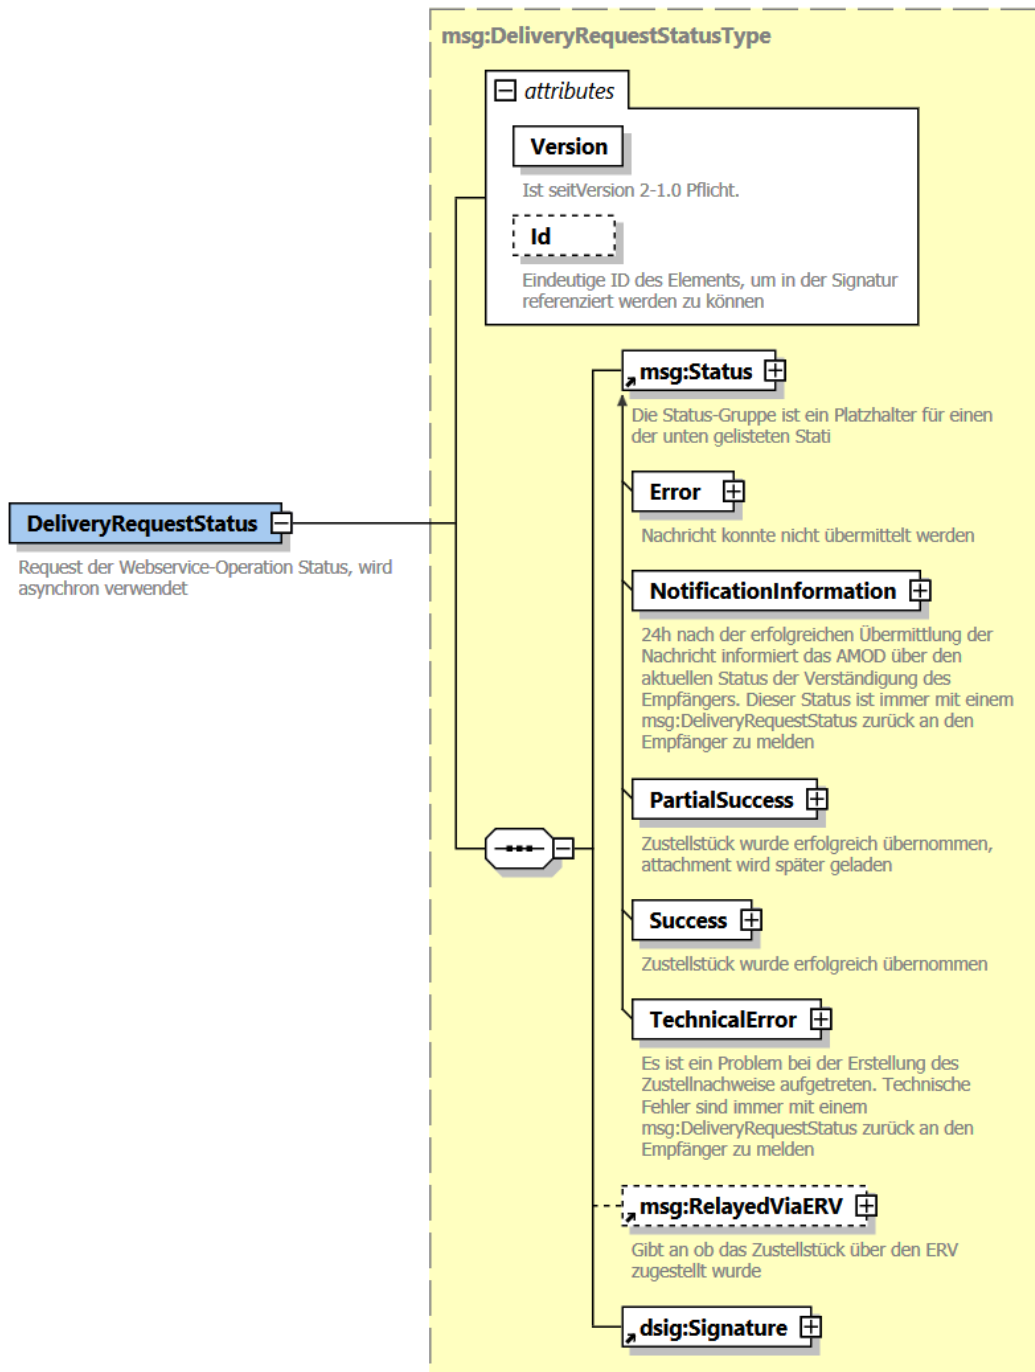 msg:DeliveryRequestStatusType
attributes
Version
Ist seitVersion 2-1.0 Pflicht.
Id
Eindeutige ID des Elements, um in der Signatur
referenziert werden zu können
msg:Status
Die Status-Gruppe ist ein Platzhalter für einen
der unten gelisteten Stati
Error
Nachricht konnte nicht übermittelt werden
DeliveryRequestStatus
Request der Webservice-Operation Status, wird
asynchron verwendet
NotificationInformation
24h nach der erfolgreichen Übermittlung der
Nachricht informiert das AMOD über den
aktuellen Status der Verständigung des
Empfängers. Dieser Status ist immer mit einem
msg:DeliveryRequestStatus zurück an den
Empfänger zu melden
PartialSuccess
Zustellstück wurde erfolgreich übernommen,
attachment wird später geladen
Success
Zustellstück wurde erfolgreich übernommen
TechnicalError
Es ist ein Problem bei der Erstellung des
Zustellnachweise aufgetreten. Technische
Fehler sind immer mit einem
msg:DeliveryRequestStatus zurück an den
Empfänger zu melden
msg:RelayedViaERV
Gibt an ob das Zustellstück über den ERV
zugestellt wurde
dsig:Signature